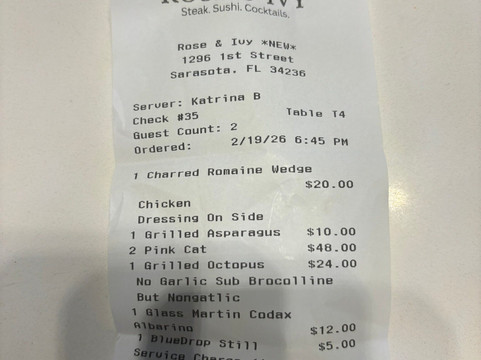 Steak. Sushi. Cocktails.
Rose & Ivy *NEW*
1296 1st Street
Sarasota, FL 34236
Server: Katrina B
Check #35 Table T4
Guest Count: 2
Ordered: 2/19/26 6:45 PM
1 Charred Romaine Wedge
$20.00
Chicken
Dressing On Side
1 Grilled Asparagus $10.00
2 Pink Cat $48.00
1 Grilled Octopus $24.00
No Garlic Sub Brocolline
But Nongatlic
1 Glass Martin Codax
Albarino $12.00
1 BlueDrop Still $5.00
Service